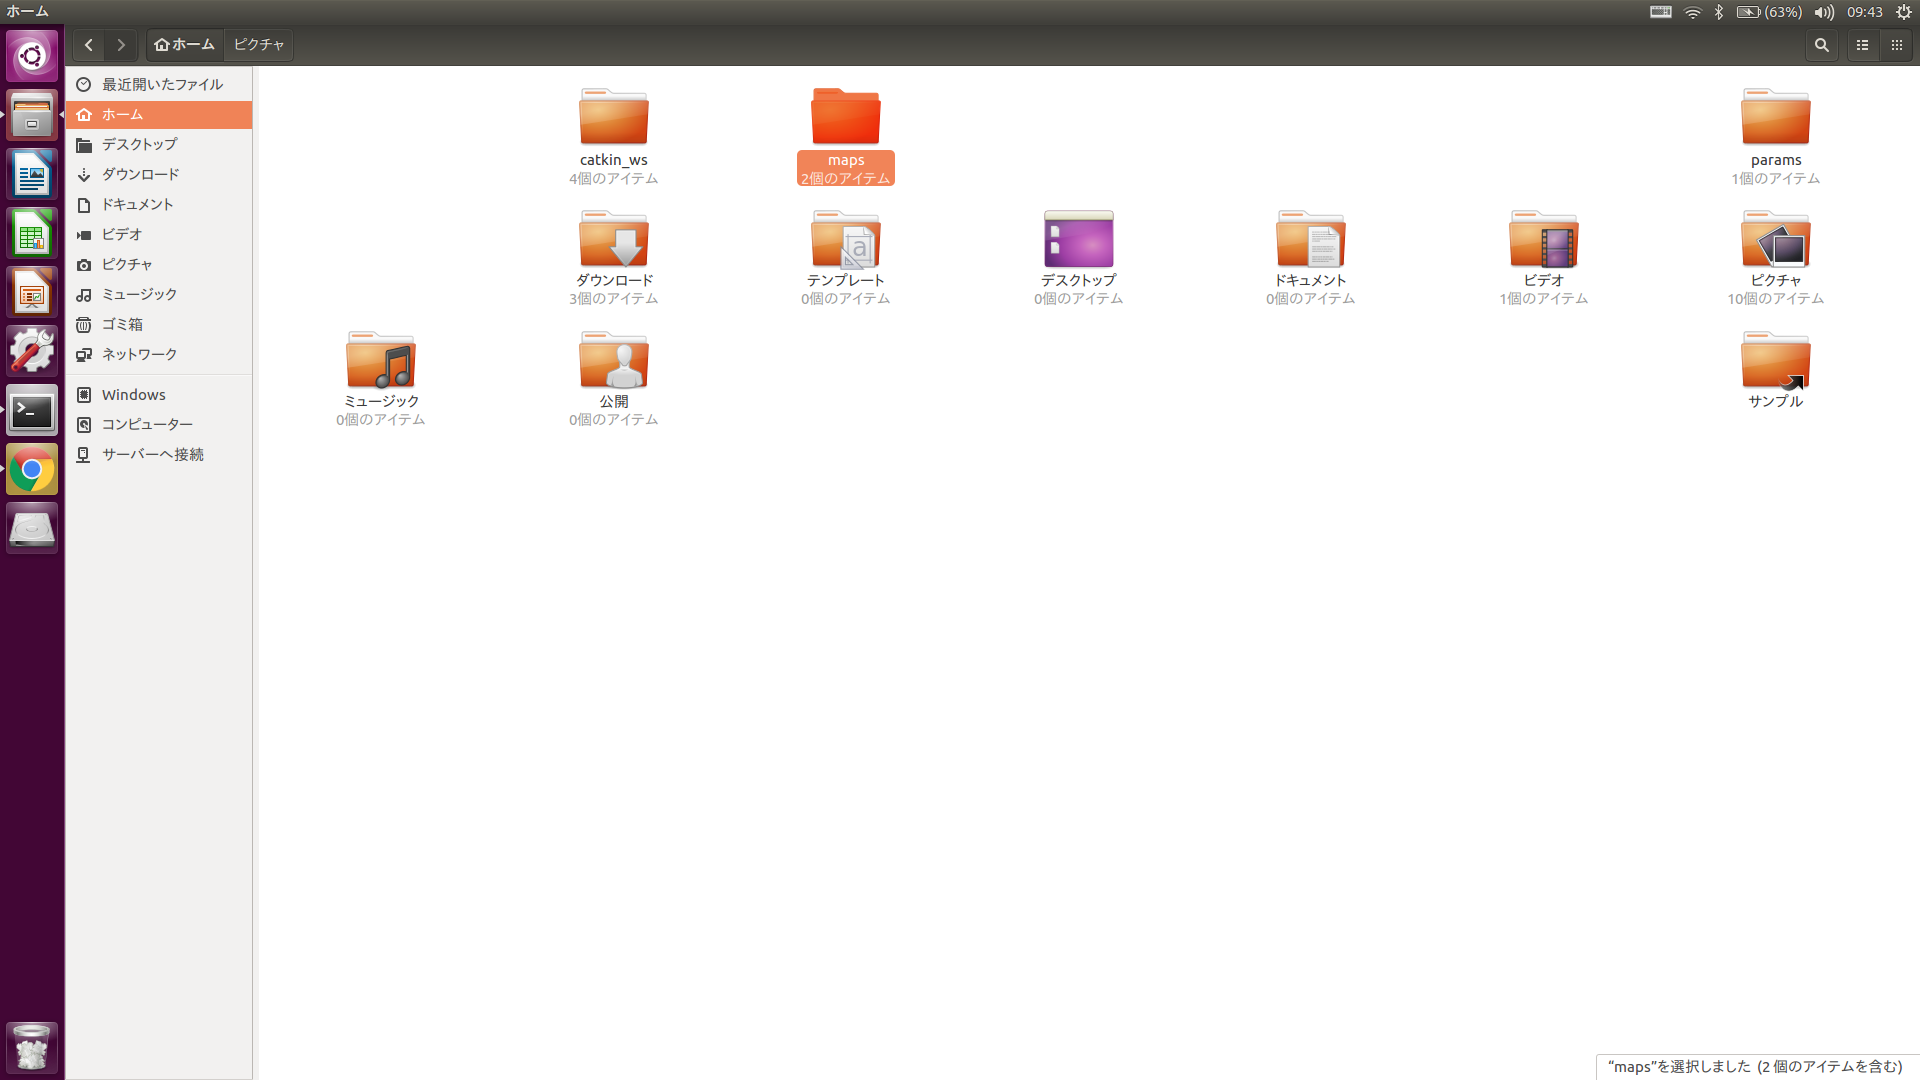 ホーム
(63%)
09:43
ホーム ピクチャ
最近開いたファイル
ホーム
デスクトップ
ダウンロード
ドキュメント
ビデオ
ピクチャ
ミュージック
ゴミ箱
ネットワーク
Windows
コンピューター
サーバーへ接続
catkin_ws
4個のアイテム
maps
2個のアイテム
params
1個のアイテム
ダウンロード
3個のアイテム
テンプレート
0個のアイテム
デスクトップ
0個のアイテム
ドキュメント
0個のアイテム
ビデオ
1個のアイテム
ピクチャ
10個のアイテム
ミュージック
0個のアイテム
公開
0個のアイテム
サンプル
“maps”を選択しました (2 個のアイテムを含む)